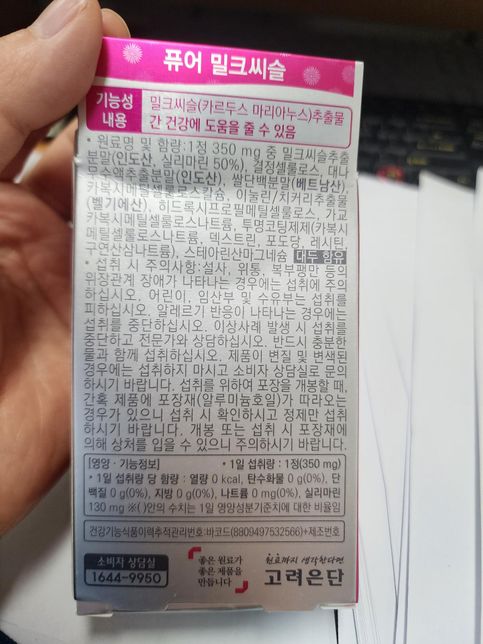 퓨어 밀크씨슬
기능성
내용
밀크씨슬(카르두스 마리아누스)추출물
간 건강에 도움을 줄 수 있음
• 원료명 및 함량:1정 350 mg 중 밀크씨슬추출
분말(인도산, 실리마린 50%), 결정셀룰로스, 대나
무수액추출분말(인도산), 쌀단백분말(베트남산),
카복시메틸셀룰로스칼슘, 이눌린/치커리추출물
(벨기에산), 히드록시프로필메틸셀룰로스, 가교
카복시메틸셀룰로스나트륨, 투명코팅제제(카복시
메틸셀룰로스나트륨, 덱스트린, 포도당, 레시틴,
구연산삼나트륨), 스테아린산마그네슘 대두 함유
• 섭취 시 주의사항:설사, 위통, 복부팽만 등의
위장관계 장애가 나타나는 경우에는 섭취에 주의
하십시오. 어린이, 임산부 및 수유부는 섭취를
피하십시오. 알레르기 반응이 나타나는 경우에는
섭취를 중단하십시오. 이상사례 발생 시 섭취를
중단하고 전문가와 상담하십시오. 반드시 충분한
물과 함께 섭취하십시오. 제품이 변질 및 변색된
경우에는 섭취하지 마시고 소비자 상담실로 문의
하시기 바랍니다. 섭취를 위하여 포장을 개봉할 때,
간혹 제품에 포장재(알루미늄호일)가 따라오는
경우가 있으니 섭취 시 확인하시고 정제만 섭취
하시기 바랍니다. 개봉 또는 섭취 시 포장재에
의해 상처를 입을 수 있으니 주의하시기 바랍니다.
[영양 · 기능정보] • 1일 섭취량 : 1정(350 mg)
• 1일 섭취량 당 함량 : 열량 0 kcal, 탄수화물 0 g(0%), 단
백질 0 g(0%), 지방 0 g(0%), 나트륨 0 mg(0%), 실리마린
130 mg ※( )안의 수치는 1일 영양성분기준치에 대한 비율임
건강기능식품이력추적관리번호:바코드(8809497532566)+제조번호
소비자 상담실
1644-9950
좋은 원료가
좋은 제품을
만듭니다
원료까지 생각한다면
고려은단